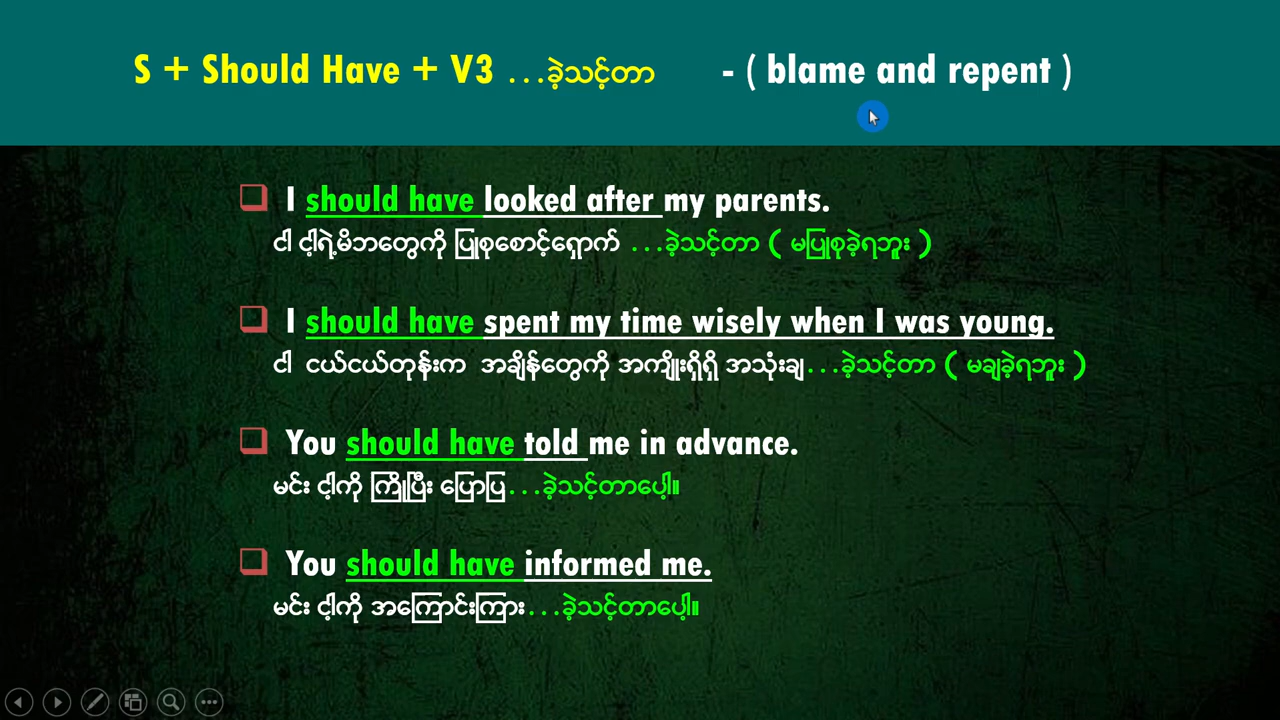 S + Should Have + V3 ...ခဲ့သင့်တာ - ( blame and repent )
I should have looked after my parents.
ငါ ငါ့ရဲ့မိဘတွေကို ပြုစုစောင့်ရှောက် ...ခဲ့သင့်တာ ( မပြုစုခဲ့ရဘူး )
I should have spent my time wisely when I was young.
ငါ ငယ်ငယ်တုန်းက အချိန်တွေကို အကျိုးရှိရှိ အသုံးချ...ခဲ့သင့်တာ ( မချခဲ့ရဘူး )
You should have told me in advance.
မင်း ငါ့ကို ကြိုပြီး ပြောပြ...ခဲ့သင့်တာပေါ့။
You should have informed me.
မင်း ငါ့ကို အကြောင်းကြား...ခဲ့သင့်တာပေါ့။